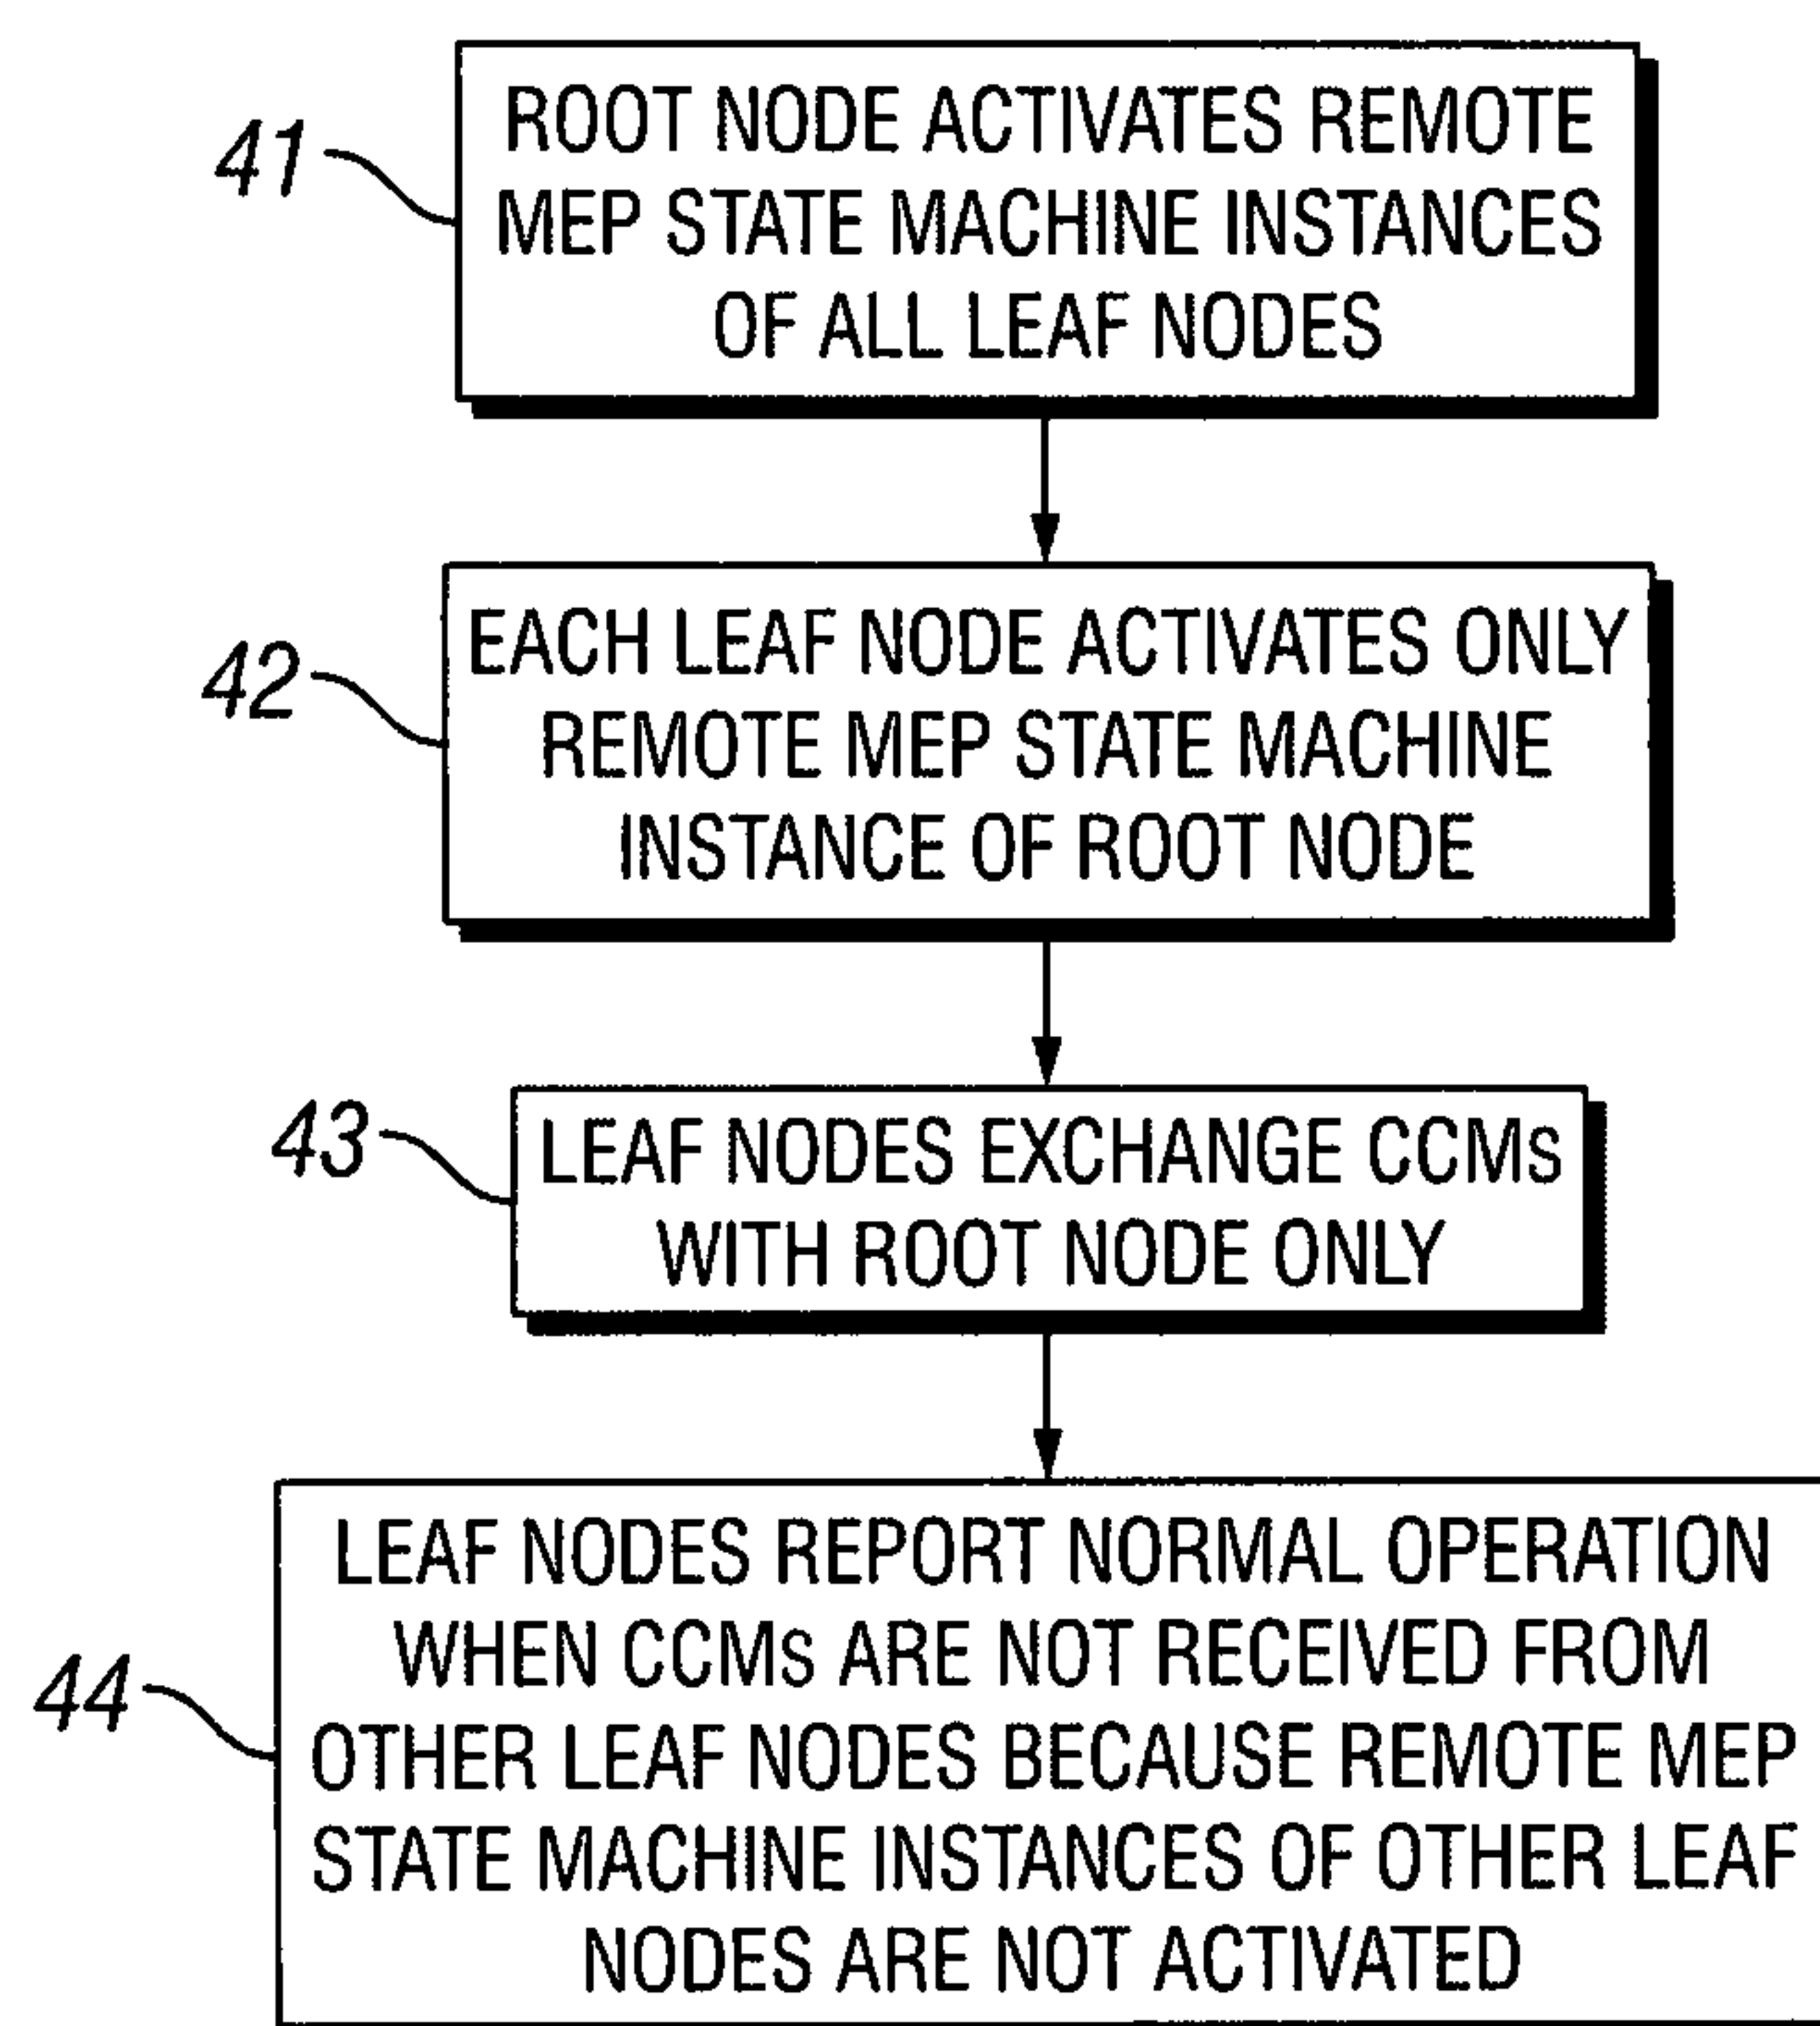 41
ROOT NODE ACTIVATES REMOTE
MEP STATE MACHINE INSTANCES
OF ALL LEAF NODES
42
EACH LEAF NODE ACTIVATES ONLY
REMOTE MEP STATE MACHINE
INSTANCE OF ROOT NODE
43
LEAF NODES EXCHANGE CCMs
WITH ROOT NODE ONLY
44
LEAF NODES REPORT NORMAL OPERATION
WHEN CCMs ARE NOT RECEIVED FROM
OTHER LEAF NODES BECAUSE REMOTE MEP
STATE MACHINE INSTANCES OF OTHER LEAF
NODES ARE NOT ACTIVATED